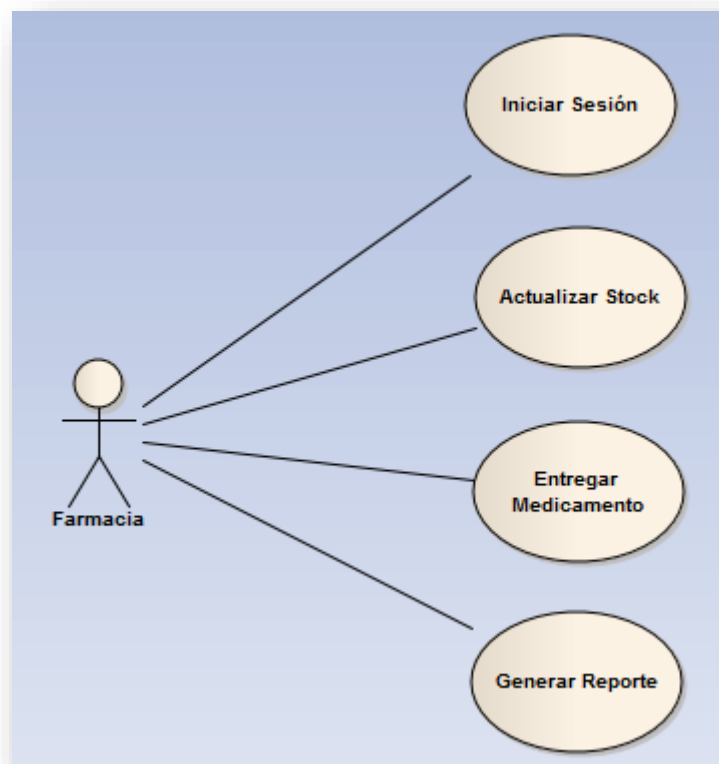 Iniciar Sesión
Actualizar Stock
Entregar
Medicamento
Farmacia
Generar Reporte